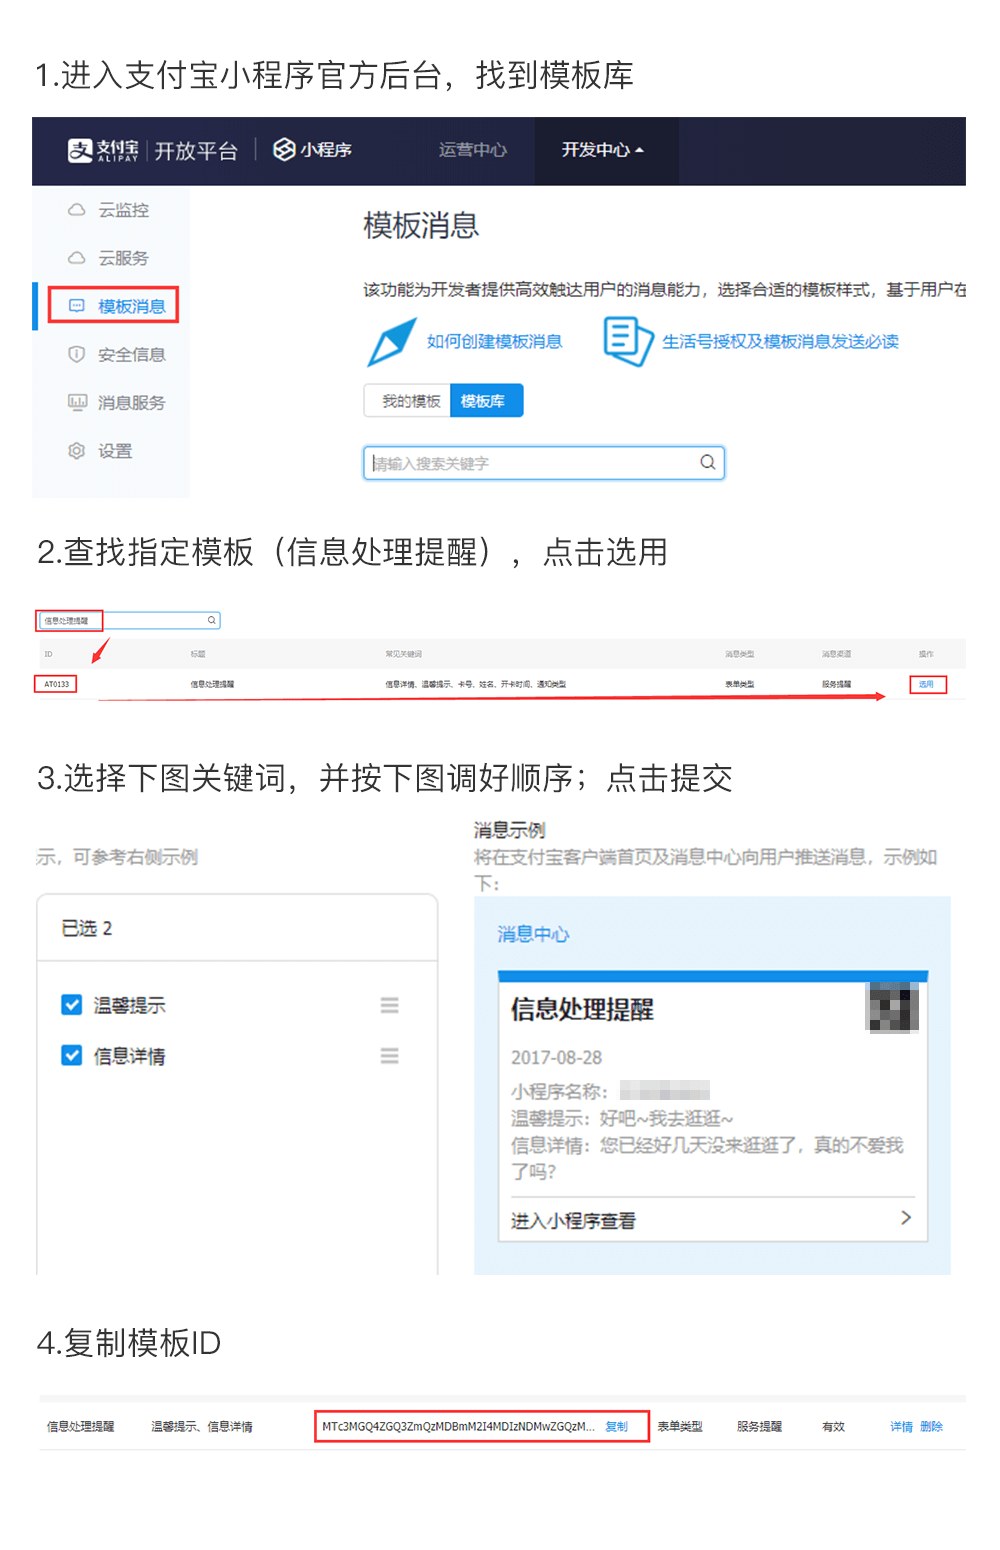 1.进入支付宝小程序官方后台，找到模板库
支 支付宝 ALIPAY 开放平台 小程序 运营中心 开发中心
云监控
云服务
模板消息
安全信息
消息服务
设置
模板消息
该功能为开发者提供高效触达用户的消息能力，选择合适的模板样式，基于用户在
如何创建模板消息 生活号授权及模板消息发送必读
我的模板 模板库
请输入搜索关键字
2.查找指定模板（信息处理提醒），点击选用
信息处理提醒
ID 标题 常见关键词 消息类型 消息渠道 操作
AT0133 信息处理提醒 信息详情、温馨提示、卡号、姓名、开卡时间、通知类型 表单类型 服务提醒 选用
3.选择下图关键词，并按下图调好顺序；点击提交
示，可参考右侧示例
已选 2
温馨提示
信息详情
消息示例
将在支付宝客户端首页及消息中心向用户推送消息，示例如
下：
消息中心
信息处理提醒
2017-08-28
小程序名称：
温馨提示：好吧~我去逛逛~
信息详情：您已经好几天没来逛逛了，真的不爱我
了吗？
进入小程序查看
4.复制模板ID
信息处理提醒 温馨提示、信息详情 MTc3MGQ4ZGQ3ZmQzMDBmM2I4MDIzNDMwZGQzM... 复制 表单类型 服务提醒 有效 详情 删除